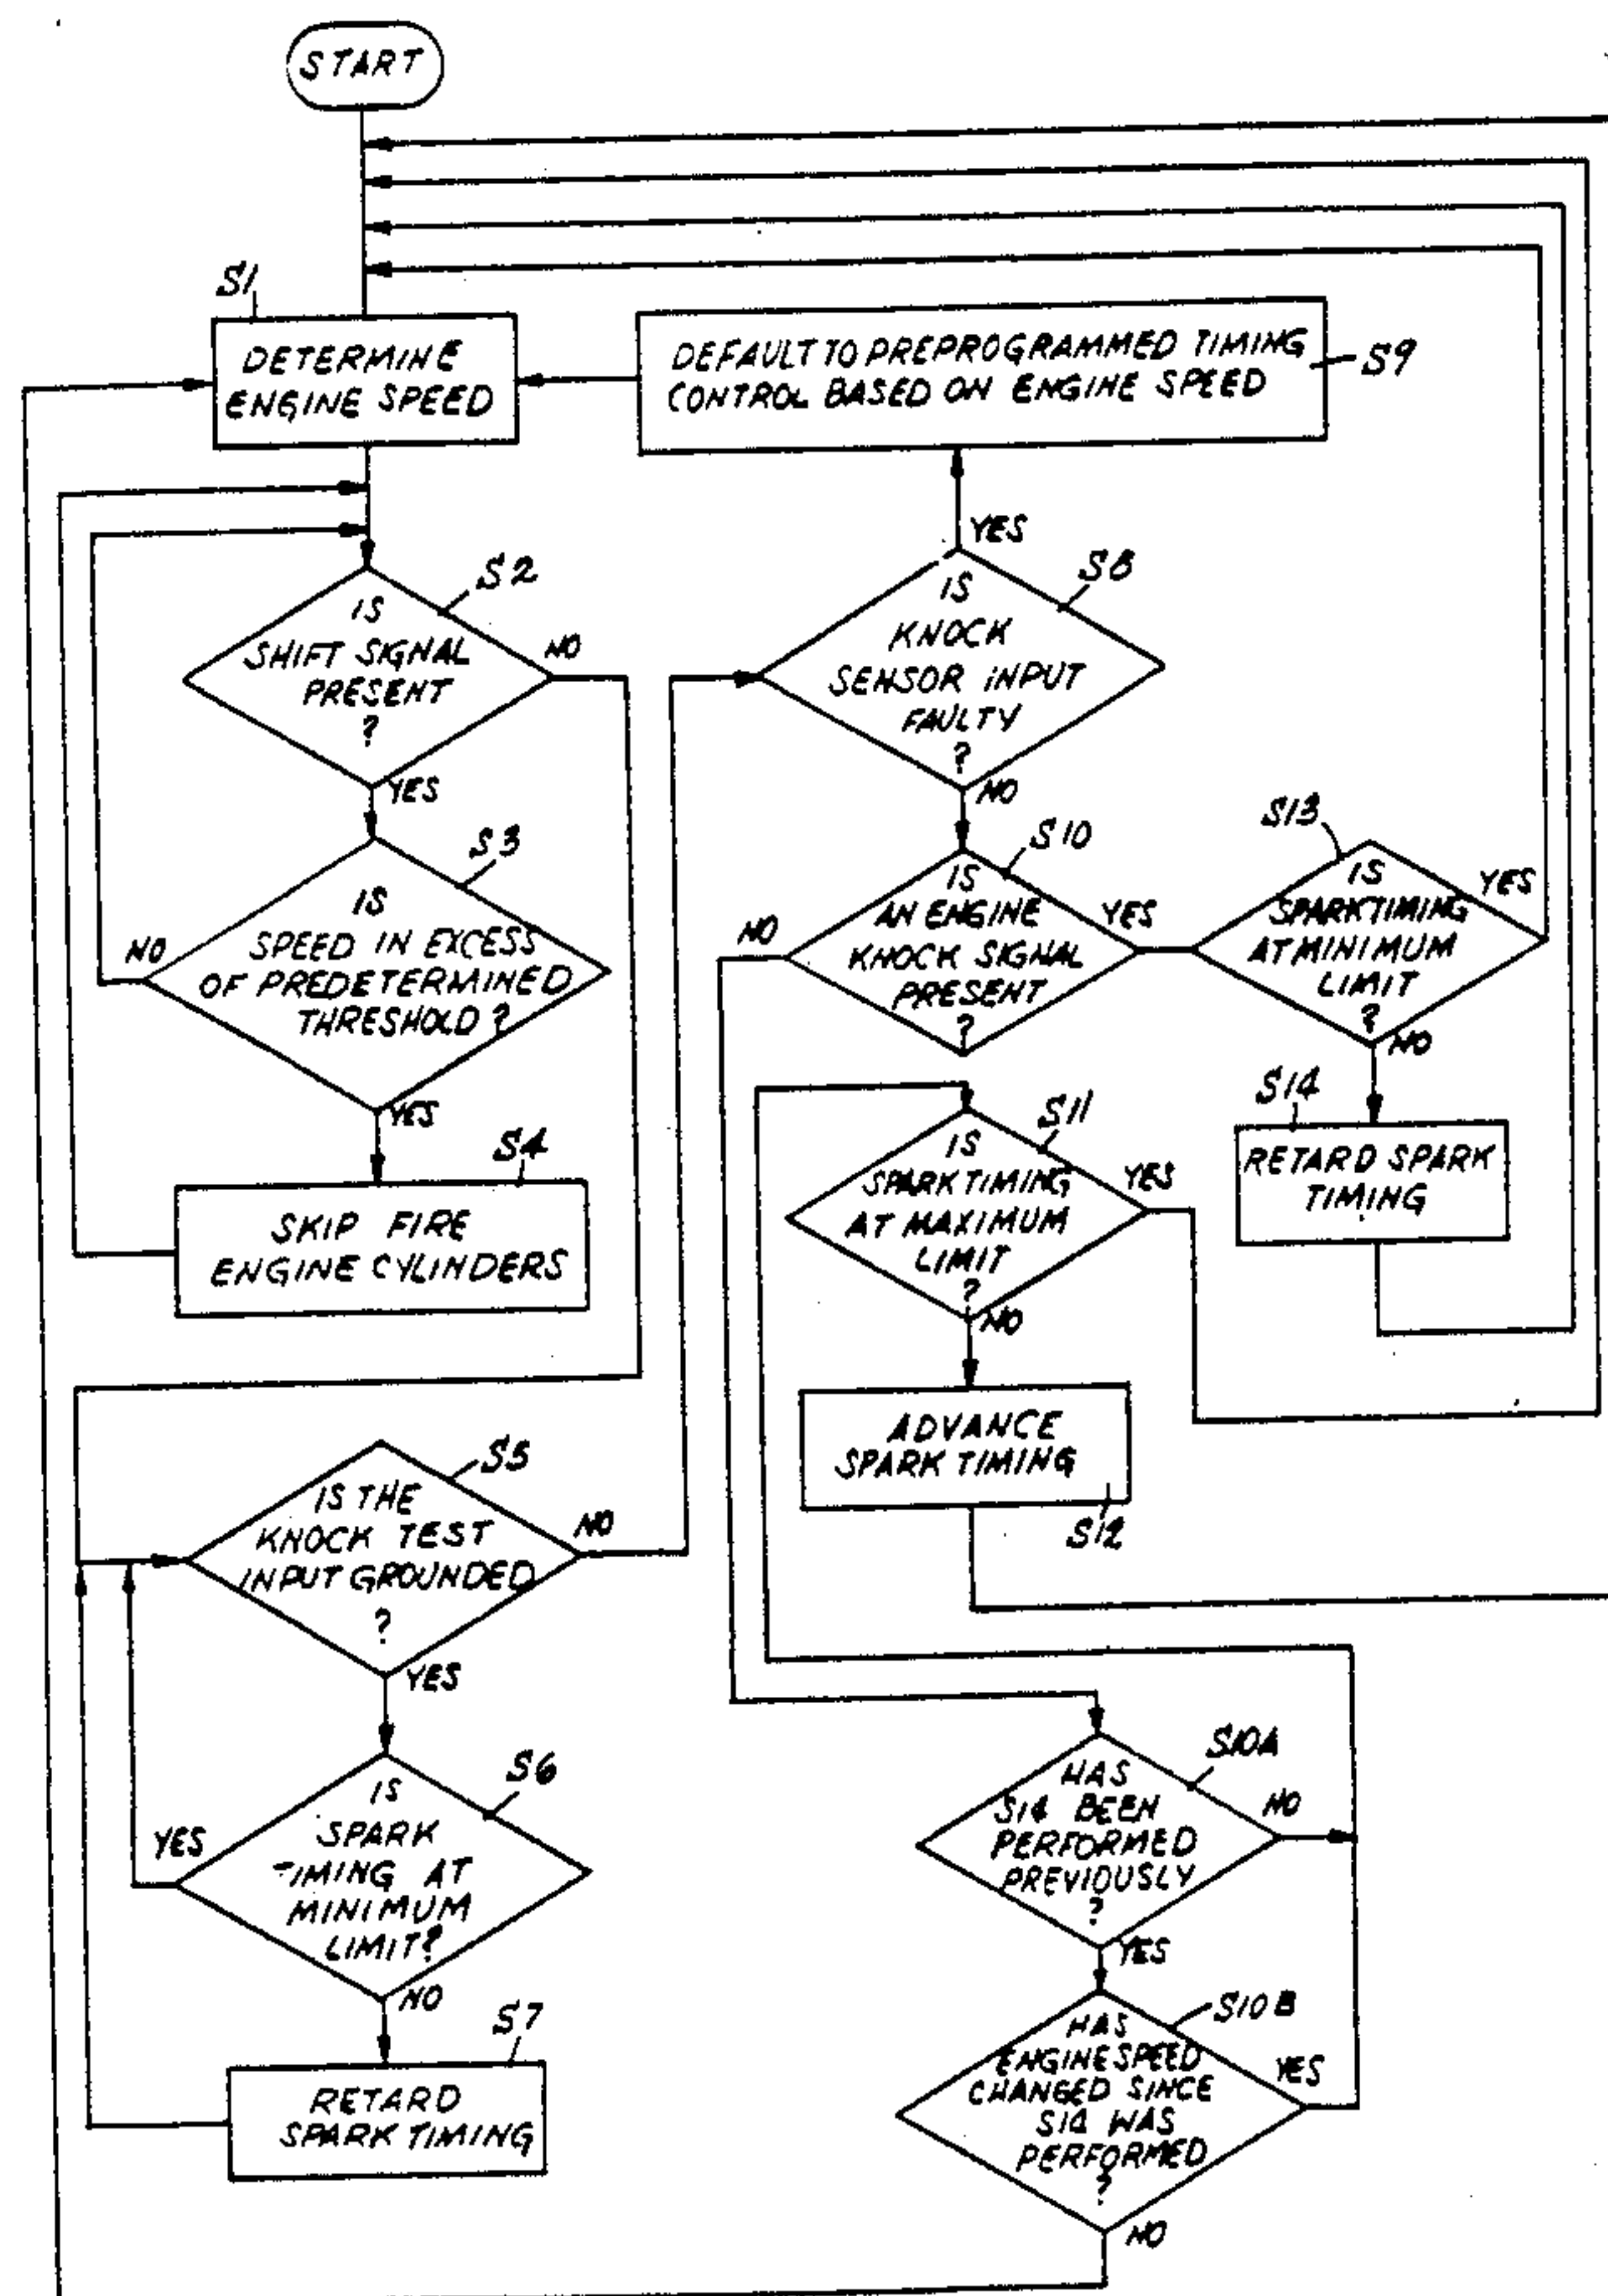 START
S1
DETERMINE
ENGINE SPEED
DEFAULT TO PREPROGRAMMED TIMING
CONTROL BASED ON ENGINE SPEED
S9
S2
IS
SHIFT SIGNAL
PRESENT
?
NO
YES
S3
IS
SPEED IN EXCESS
OF PREDETERMINED
THRESHOLD?
NO
YES
S4
SKIP FIRE
ENGINE CYLINDERS
YES
S8
IS
KNOCK
SENSOR INPUT
FAULTY
?
NO
S10
IS
AN ENGINE
KNOCK SIGNAL
PRESENT
?
NO
YES
S13
IS
SPARK TIMING
AT MINIMUM
LIMIT
?
YES
NO
S14
RETARD SPARK
TIMING
S11
IS
SPARK TIMING
AT MAXIMUM
LIMIT
?
YES
NO
ADVANCE
SPARK TIMING
S12
S5
IS THE
KNOCK TEST
INPUT GROUNDED
?
NO
YES
S6
IS
SPARK
TIMING AT
MINIMUM
LIMIT?
YES
NO
S7
RETARD
SPARK TIMING
S10A
HAS
S14 BEEN
PERFORMED
PREVIOUSLY
?
NO
YES
S10B
HAS
ENGINE SPEED
CHANGED SINCE
S14 WAS
PERFORMED
?
YES
NO